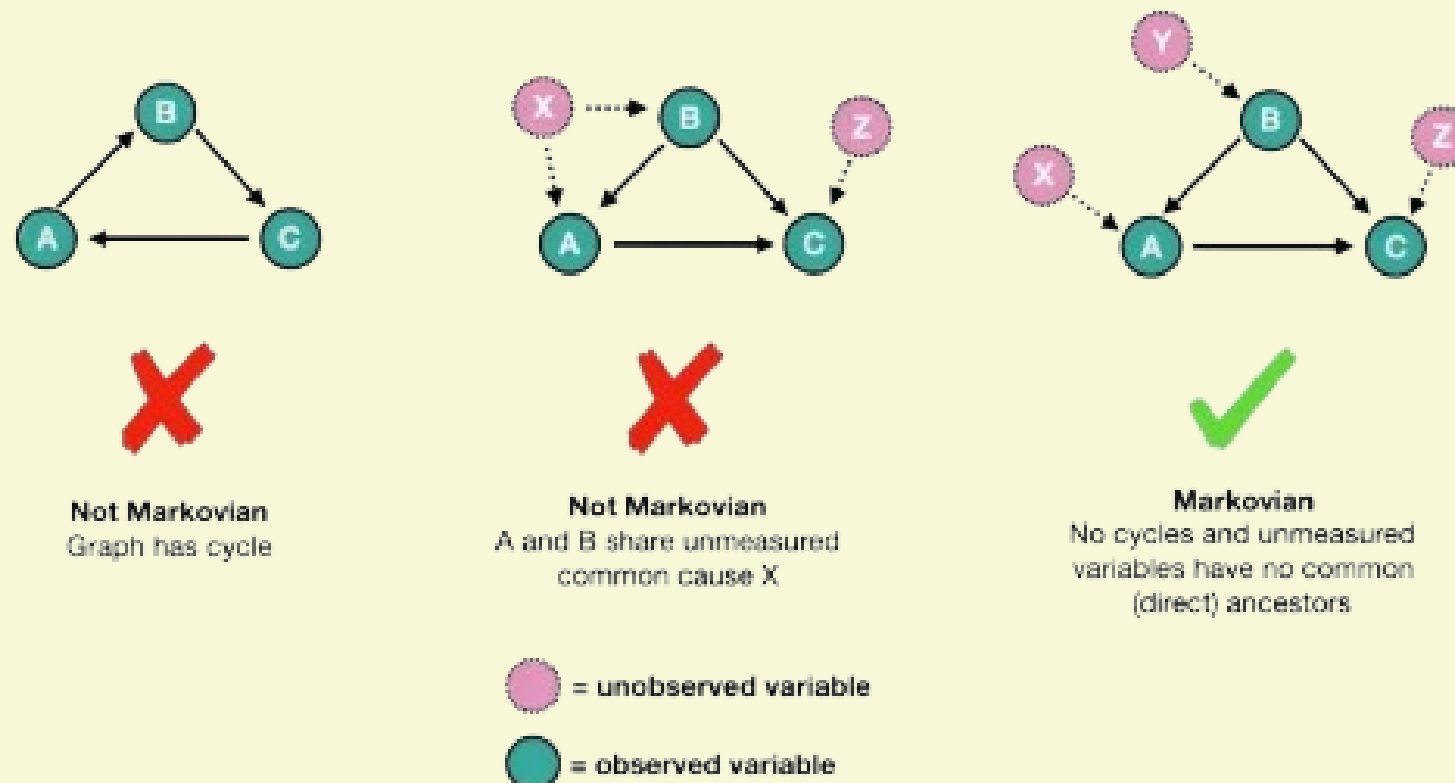 B
A
C
X
B
Z
A
C
Y
B
Z
X
A
C
Not Markovian
Graph has cycle
Not Markovian
A and B share unmeasured
common cause X
Markovian
No cycles and unmeasured
variables have no common
(direct) ancestors
= unobserved variable
= observed variable